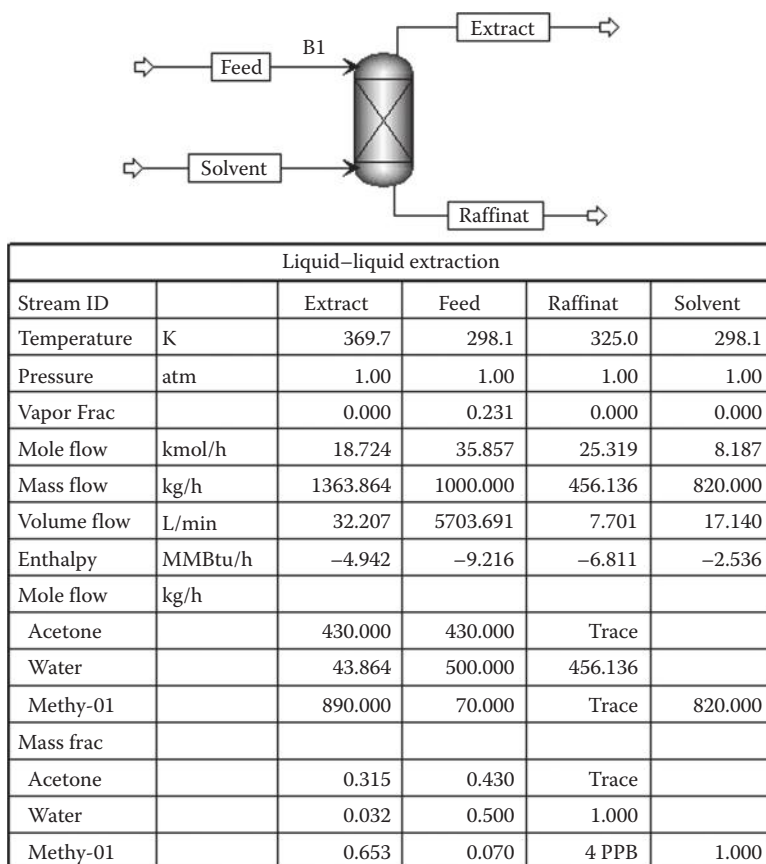 Extract
B1
Feed
Solvent
Raffinat
Liquid–liquid extraction
Stream ID Extract Feed Raffinat Solvent
Temperature K 369.7 298.1 325.0 298.1
Pressure atm 1.00 1.00 1.00 1.00
Vapor Frac 0.000 0.231 0.000 0.000
Mole flow kmol/h 18.724 35.857 25.319 8.187
Mass flow kg/h 1363.864 1000.000 456.136 820.000
Volume flow L/min 32.207 5703.691 7.701 17.140
Enthalpy MMBtu/h –4.942 –9.216 –6.811 –2.536
Mole flow kg/h
Acetone 430.000 430.000 Trace
Water 43.864 500.000 456.136
Methy-01 890.000 70.000 Trace 820.000
Mass frac
Acetone 0.315 0.430 Trace
Water 0.032 0.500 1.000
Methy-01 0.653 0.070 4 PPB 1.000